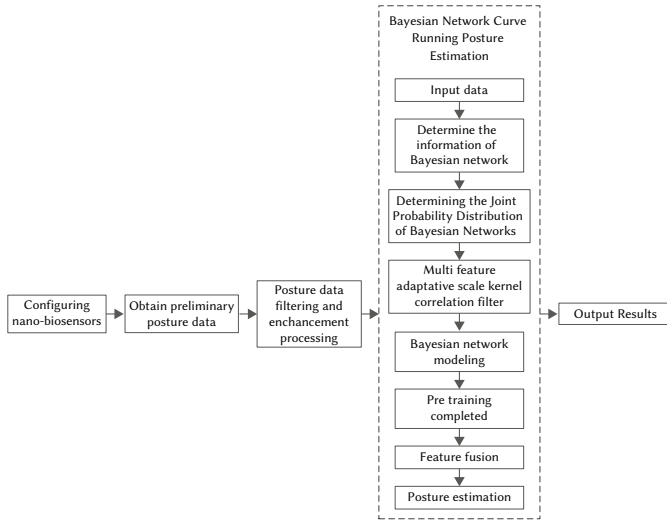 Configuring
nano-biosensors
Obtain preliminary
posture data
Posture data
filtering and
enchancement
processing
Bayesian Network Curve
Running Posture
Estimation
Input data
Determine the
information of
Bayesian network
Determining the Joint
Probability Distribution
of Bayesian Networks
Multi feature
adaptative scale kernel
correlation filter
Bayesian network
modeling
Pre training
completed
Feature fusion
Posture estimation
Output Results